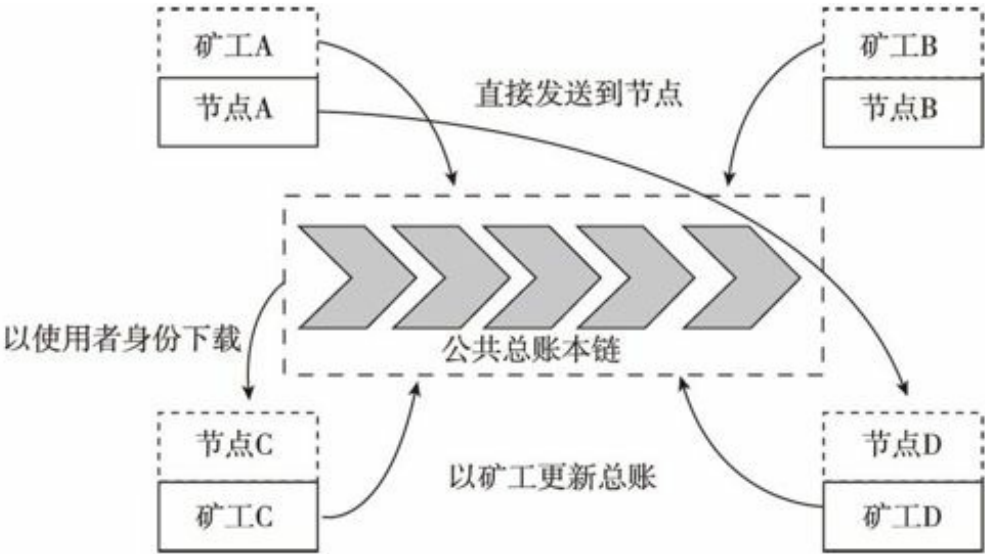 矿工A
矿工B
节点A
直接发送到节点
节点B
以使用者身份下载
公共总账本链
节点C
节点D
以矿工更新总账
矿工C
矿工D